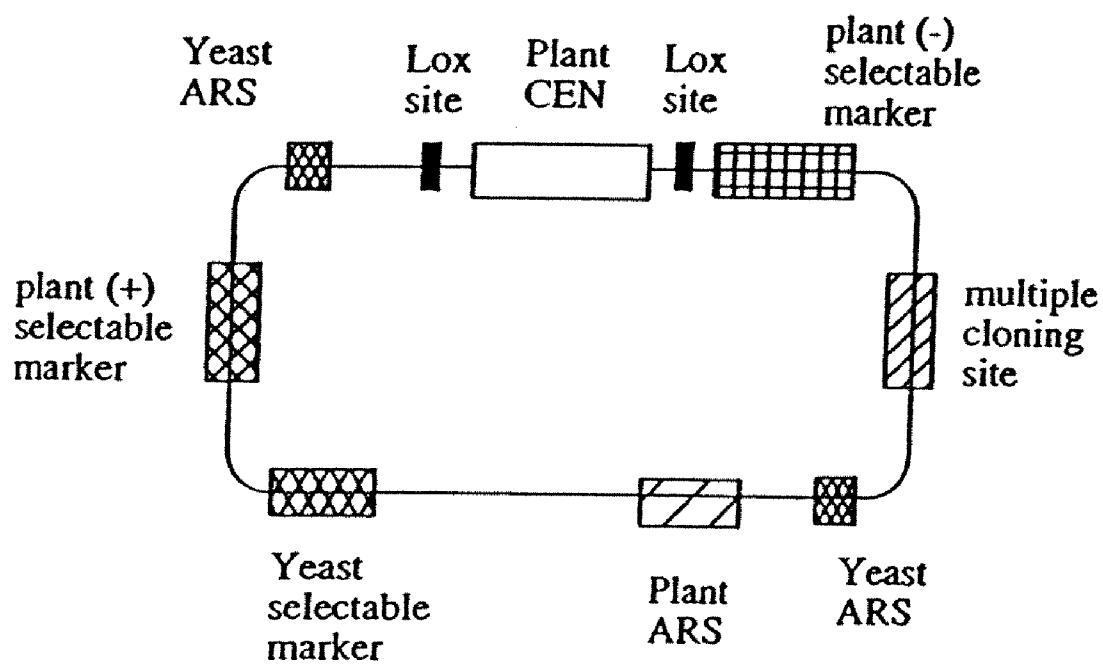 Yeast
ARS
Lox
site
Plant
CEN
Lox
site
plant (-)
selectable
marker
plant (+)
selectable
marker
multiple
cloning
site
Yeast
selectable
marker
Plant
ARS
Yeast
ARS